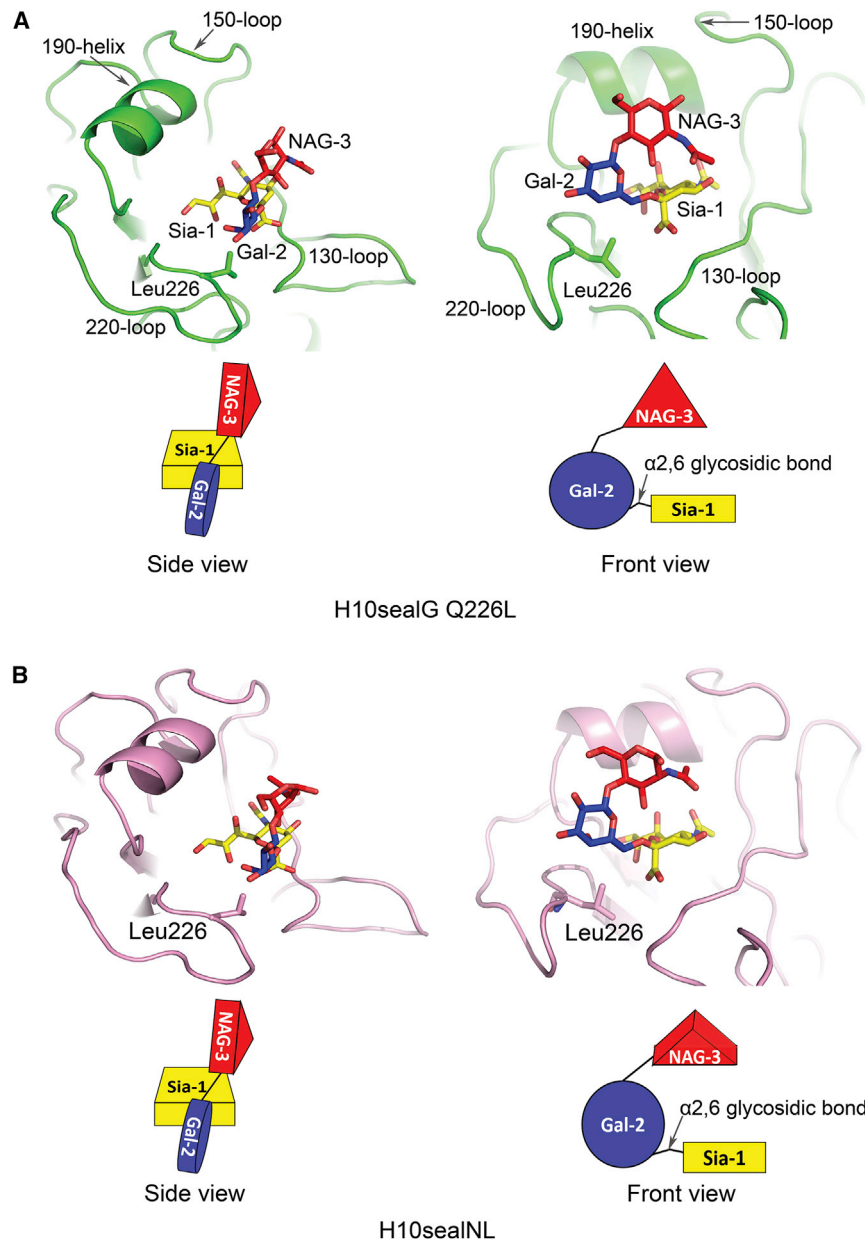 A
150-loop
190-helix
NAG-3
Sia-1
Gal-2
130-loop
Leu226
220-loop
190-helix
150-loop
NAG-3
Gal-2
Sia-1
Leu226
130-loop
220-loop
NAG-3
Sia-1
Gal-2
Side view
NAG-3
α2,6 glycosidic bond
Gal-2
Sia-1
Front view
H10sealG Q226L
B
Leu226
Leu226
NAG-3
Sia-1
Gal-2
Side view
NAG-3
α2,6 glycosidic bond
Gal-2
Sia-1
Front view
H10sealNL